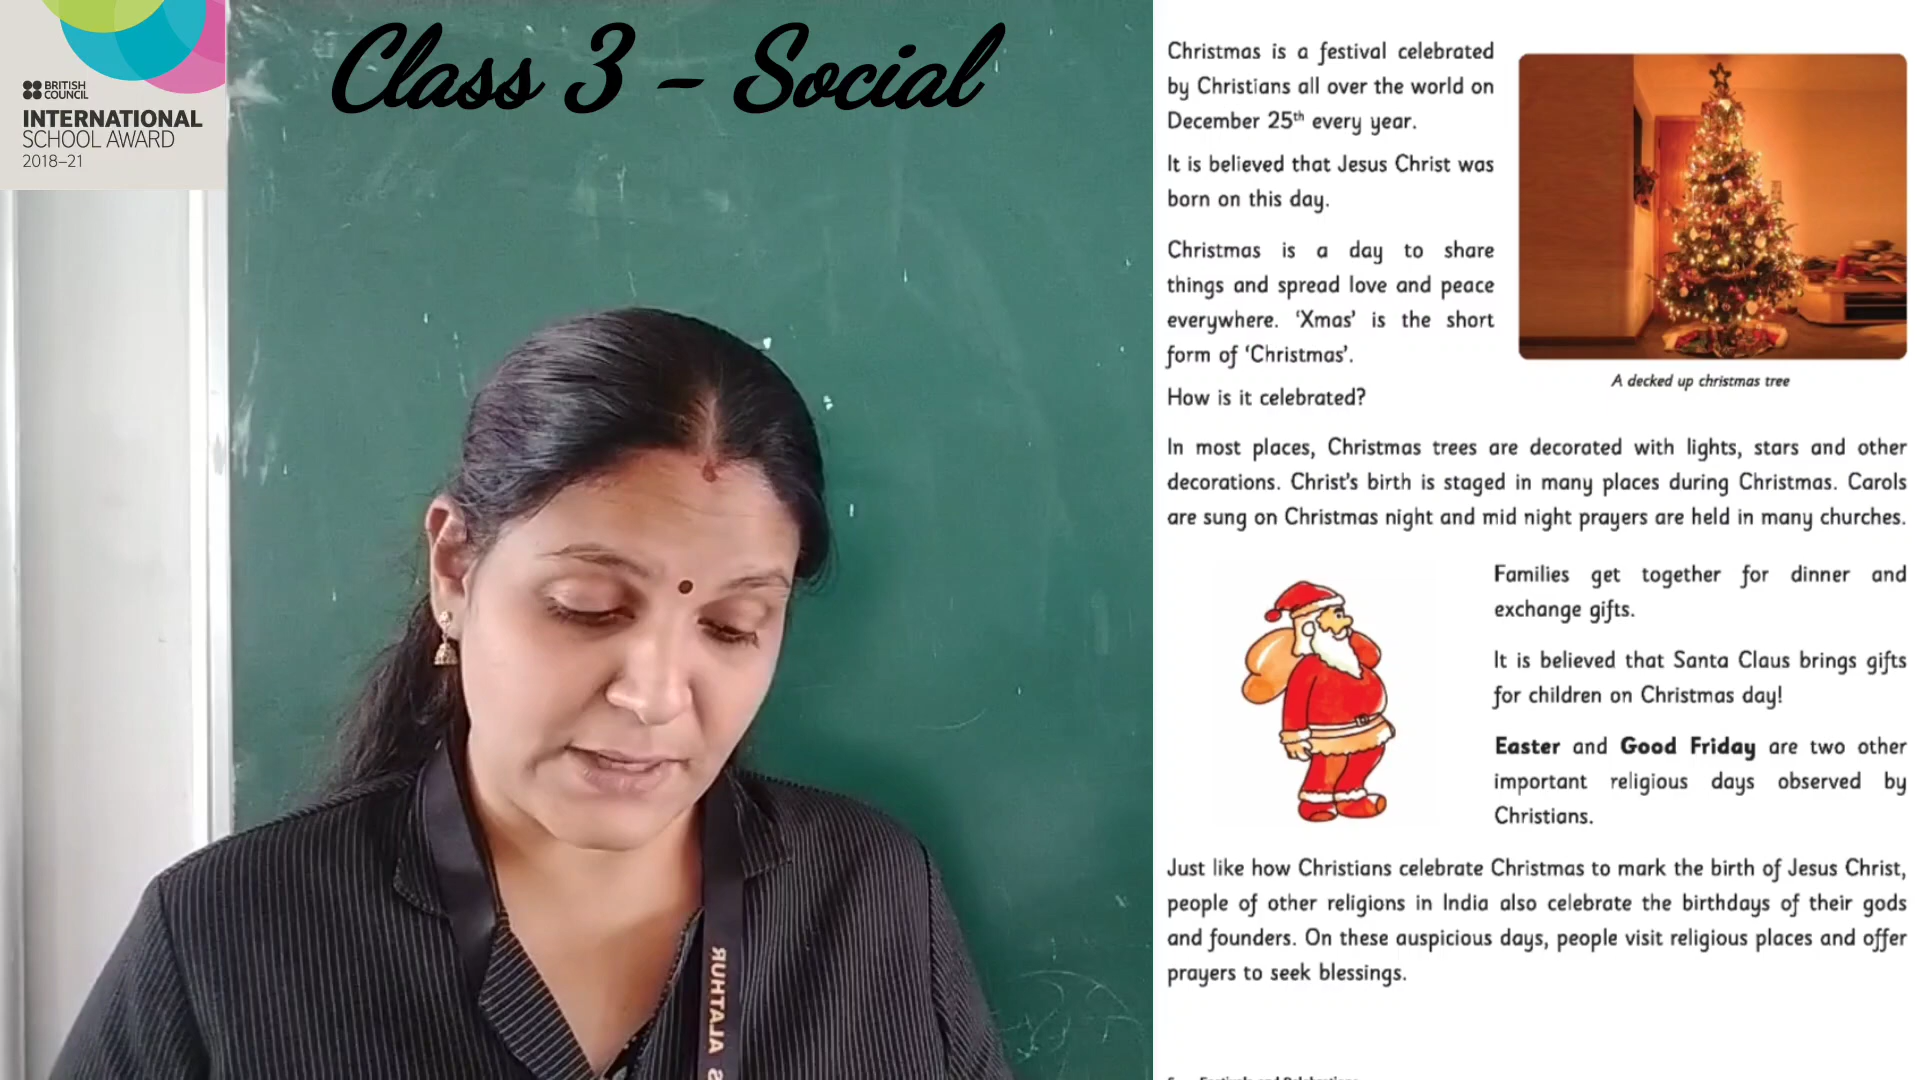 BRITISH
COUNCIL
INTERNATIONAL
SCHOOL AWARD
2018–21
Class 3 - Social
Christmas is a festival celebrated
by Christians all over the world on
December 25th every year.
It is believed that Jesus Christ was
born on this day.
Christmas is a day to share
things and spread love and peace
everywhere. ‘Xmas’ is the short
form of ‘Christmas’.
How is it celebrated?
A decked up christmas tree
In most places, Christmas trees are decorated with lights, stars and other
decorations. Christ’s birth is staged in many places during Christmas. Carols
are sung on Christmas night and mid night prayers are held in many churches.
Families get together for dinner and
exchange gifts.
It is believed that Santa Claus brings gifts
for children on Christmas day!
Easter and Good Friday are two other
important religious days observed by
Christians.
Just like how Christians celebrate Christmas to mark the birth of Jesus Christ,
people of other religions in India also celebrate the birthdays of their gods
and founders. On these auspicious days, people visit religious places and offer
prayers to seek blessings.